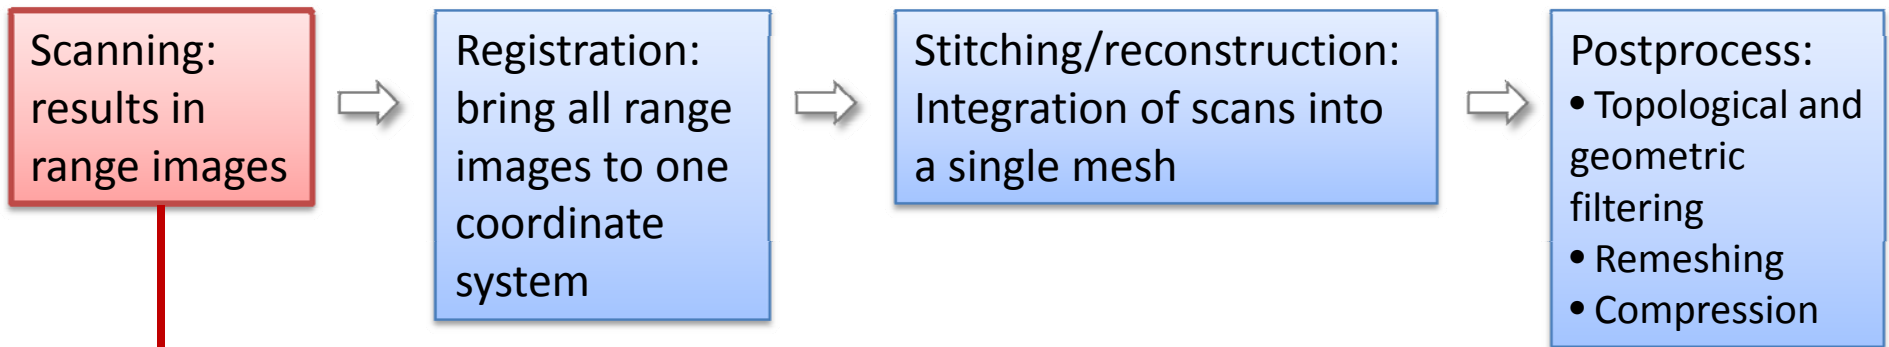 Scanning:
results in
range images
Registration:
bring all range
images to one
coordinate
system
Stitching/reconstruction:
Integration of scans into
a single mesh
Postprocess:
• Topological and
geometric
filtering
• Remeshing
• Compression